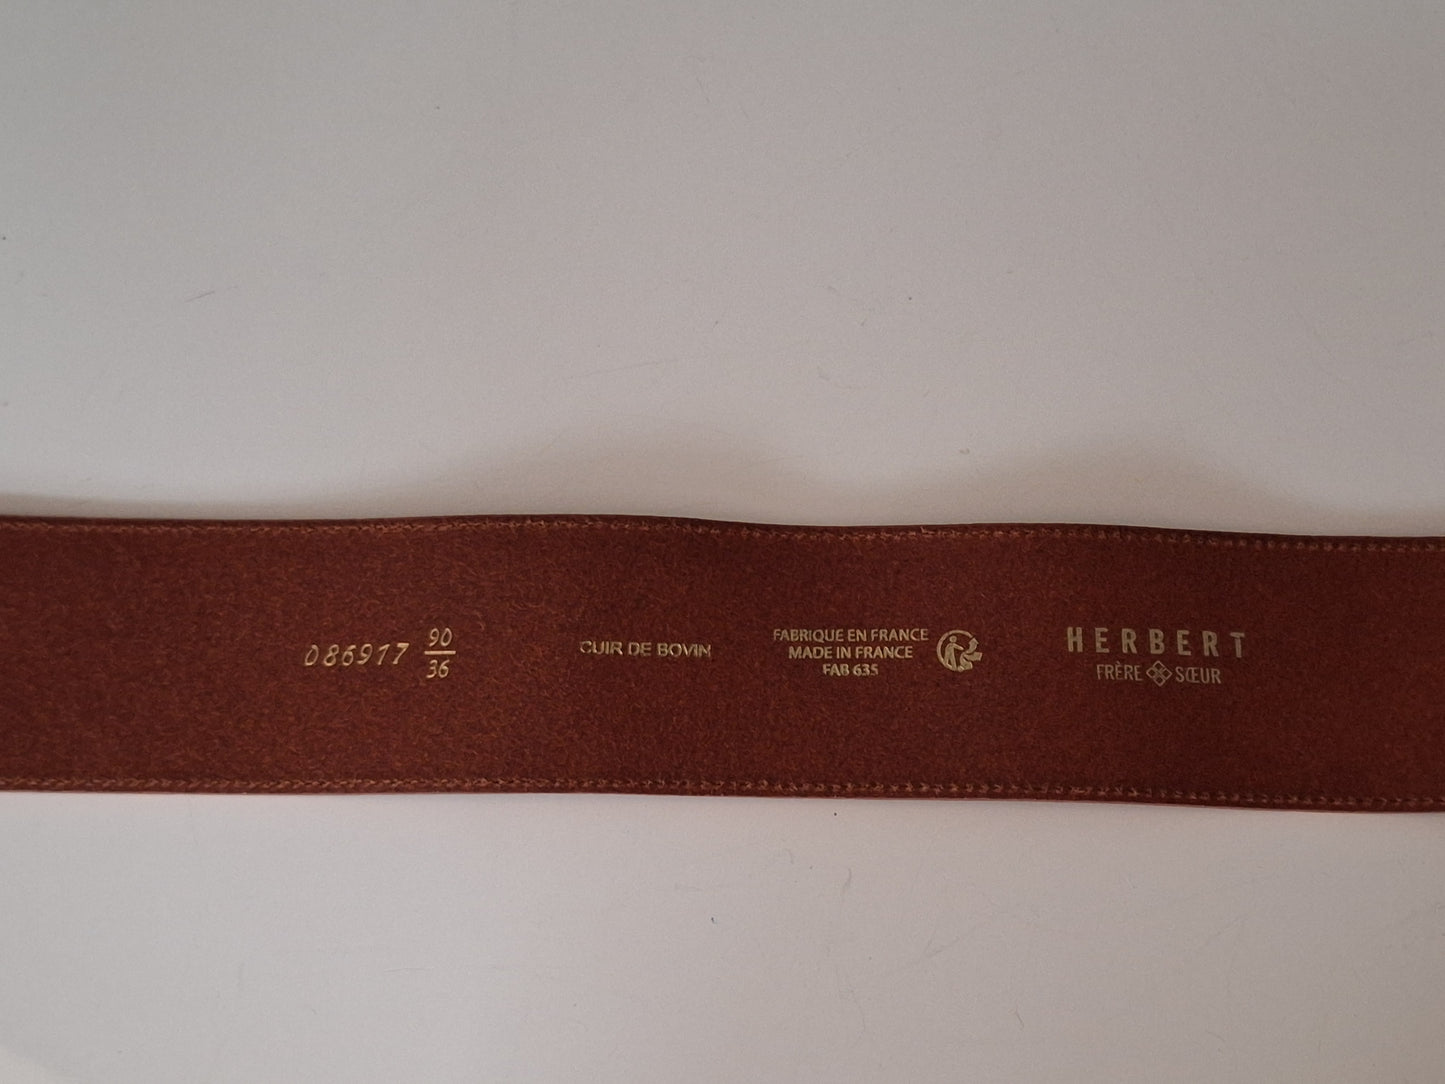 086917 90
36
CUIR DE BOVIN
FABRIQUE EN FRANCE
MADE IN FRANCE
FAB 635
HERBERT
FRÈRE SŒUR